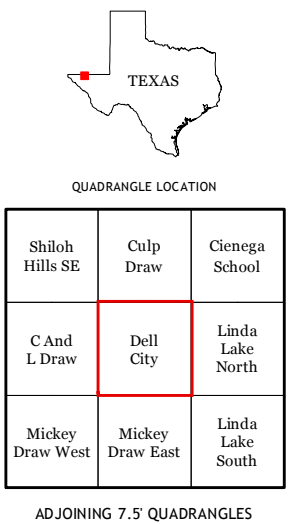 TEXAS
QUADRANGLE LOCATION
Shiloh
Hills SE
Culp
Draw
Cienega
School
C And
L Draw
Dell
City
Linda
Lake
North
Mickey
Draw West
Mickey
Draw East
Linda
Lake
South
ADJOINING 7.5' QUADRANGLES